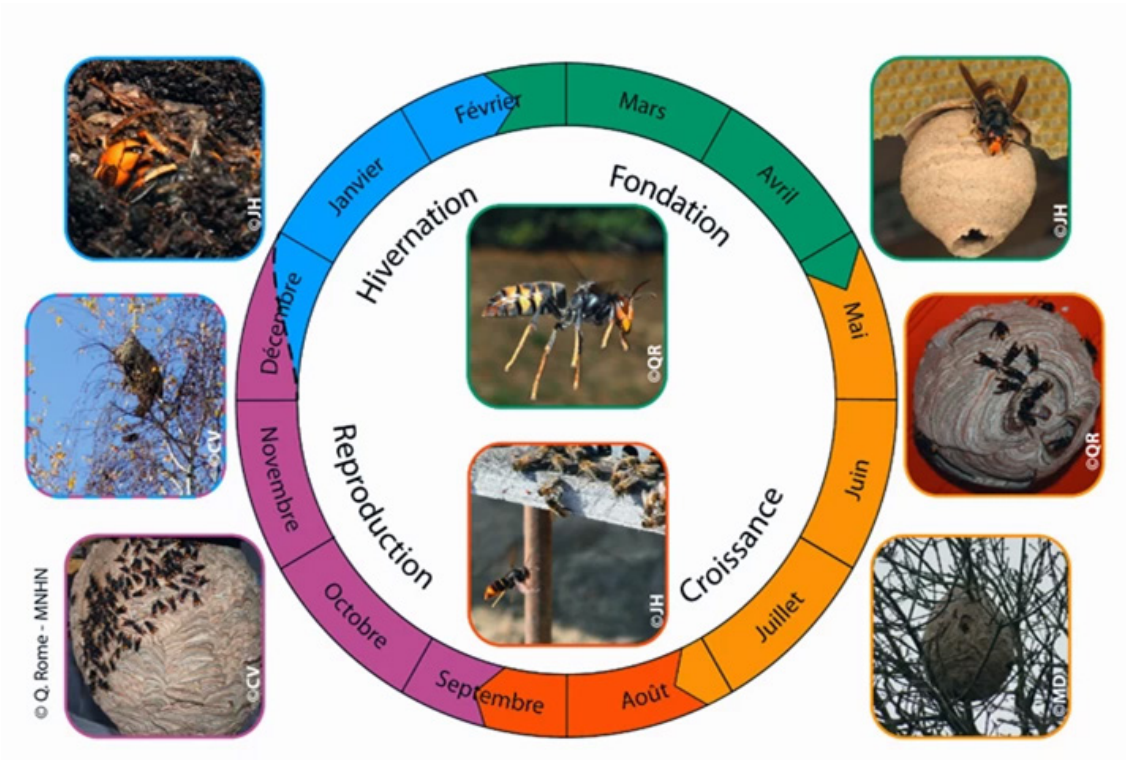 Janvier
Février
Mars
Avril
Mai
Juin
Juillet
Août
Septembre
Octobre
Novembre
Décembre
Hivernation
Fondation
Croissance
Reproduction
©JH
©JH
©QR
©CV
©QR
©JH
©CV
©MDJ
© Q. Rome - MNHN